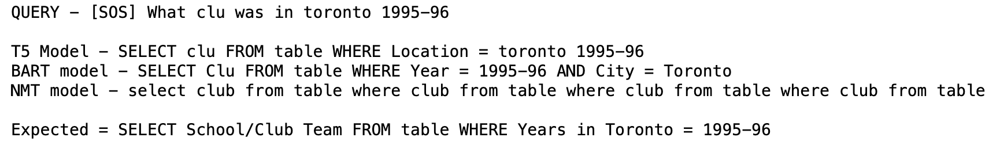 QUERY - [SOS] What clu was in toronto 1995-96
T5 Model - SELECT clu FROM table WHERE Location = toronto 1995-96
BART model - SELECT Clu FROM table WHERE Year = 1995-96 AND City = Toronto
NMT model - select club from table where club from table where club from table where club from table
Expected = SELECT School/Club Team FROM table WHERE Years in Toronto = 1995-96